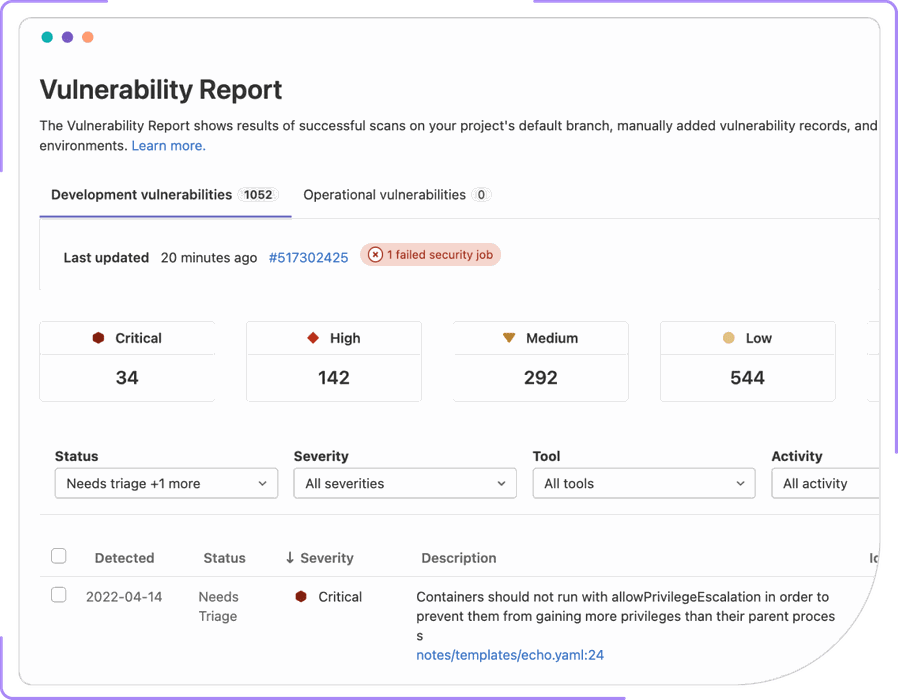 Vulnerability Report
The Vulnerability Report shows results of successful scans on your project's default branch, manually added vulnerability records, and
environments. Learn more.
Development vulnerabilities 1052 Operational vulnerabilities 0
Last updated 20 minutes ago #517302425 1 failed security job
Critical High Medium Low
34 142 292 544
Status Severity Tool Activity
Needs triage +1 more All severities All tools All activity
Detected Status Severity Description
2022-04-14 Needs Critical Containers should not run with allowPrivilegeEscalation in order to
Triage prevent them from gaining more privileges than their parent proces
s
notes/templates/echo.yaml:24